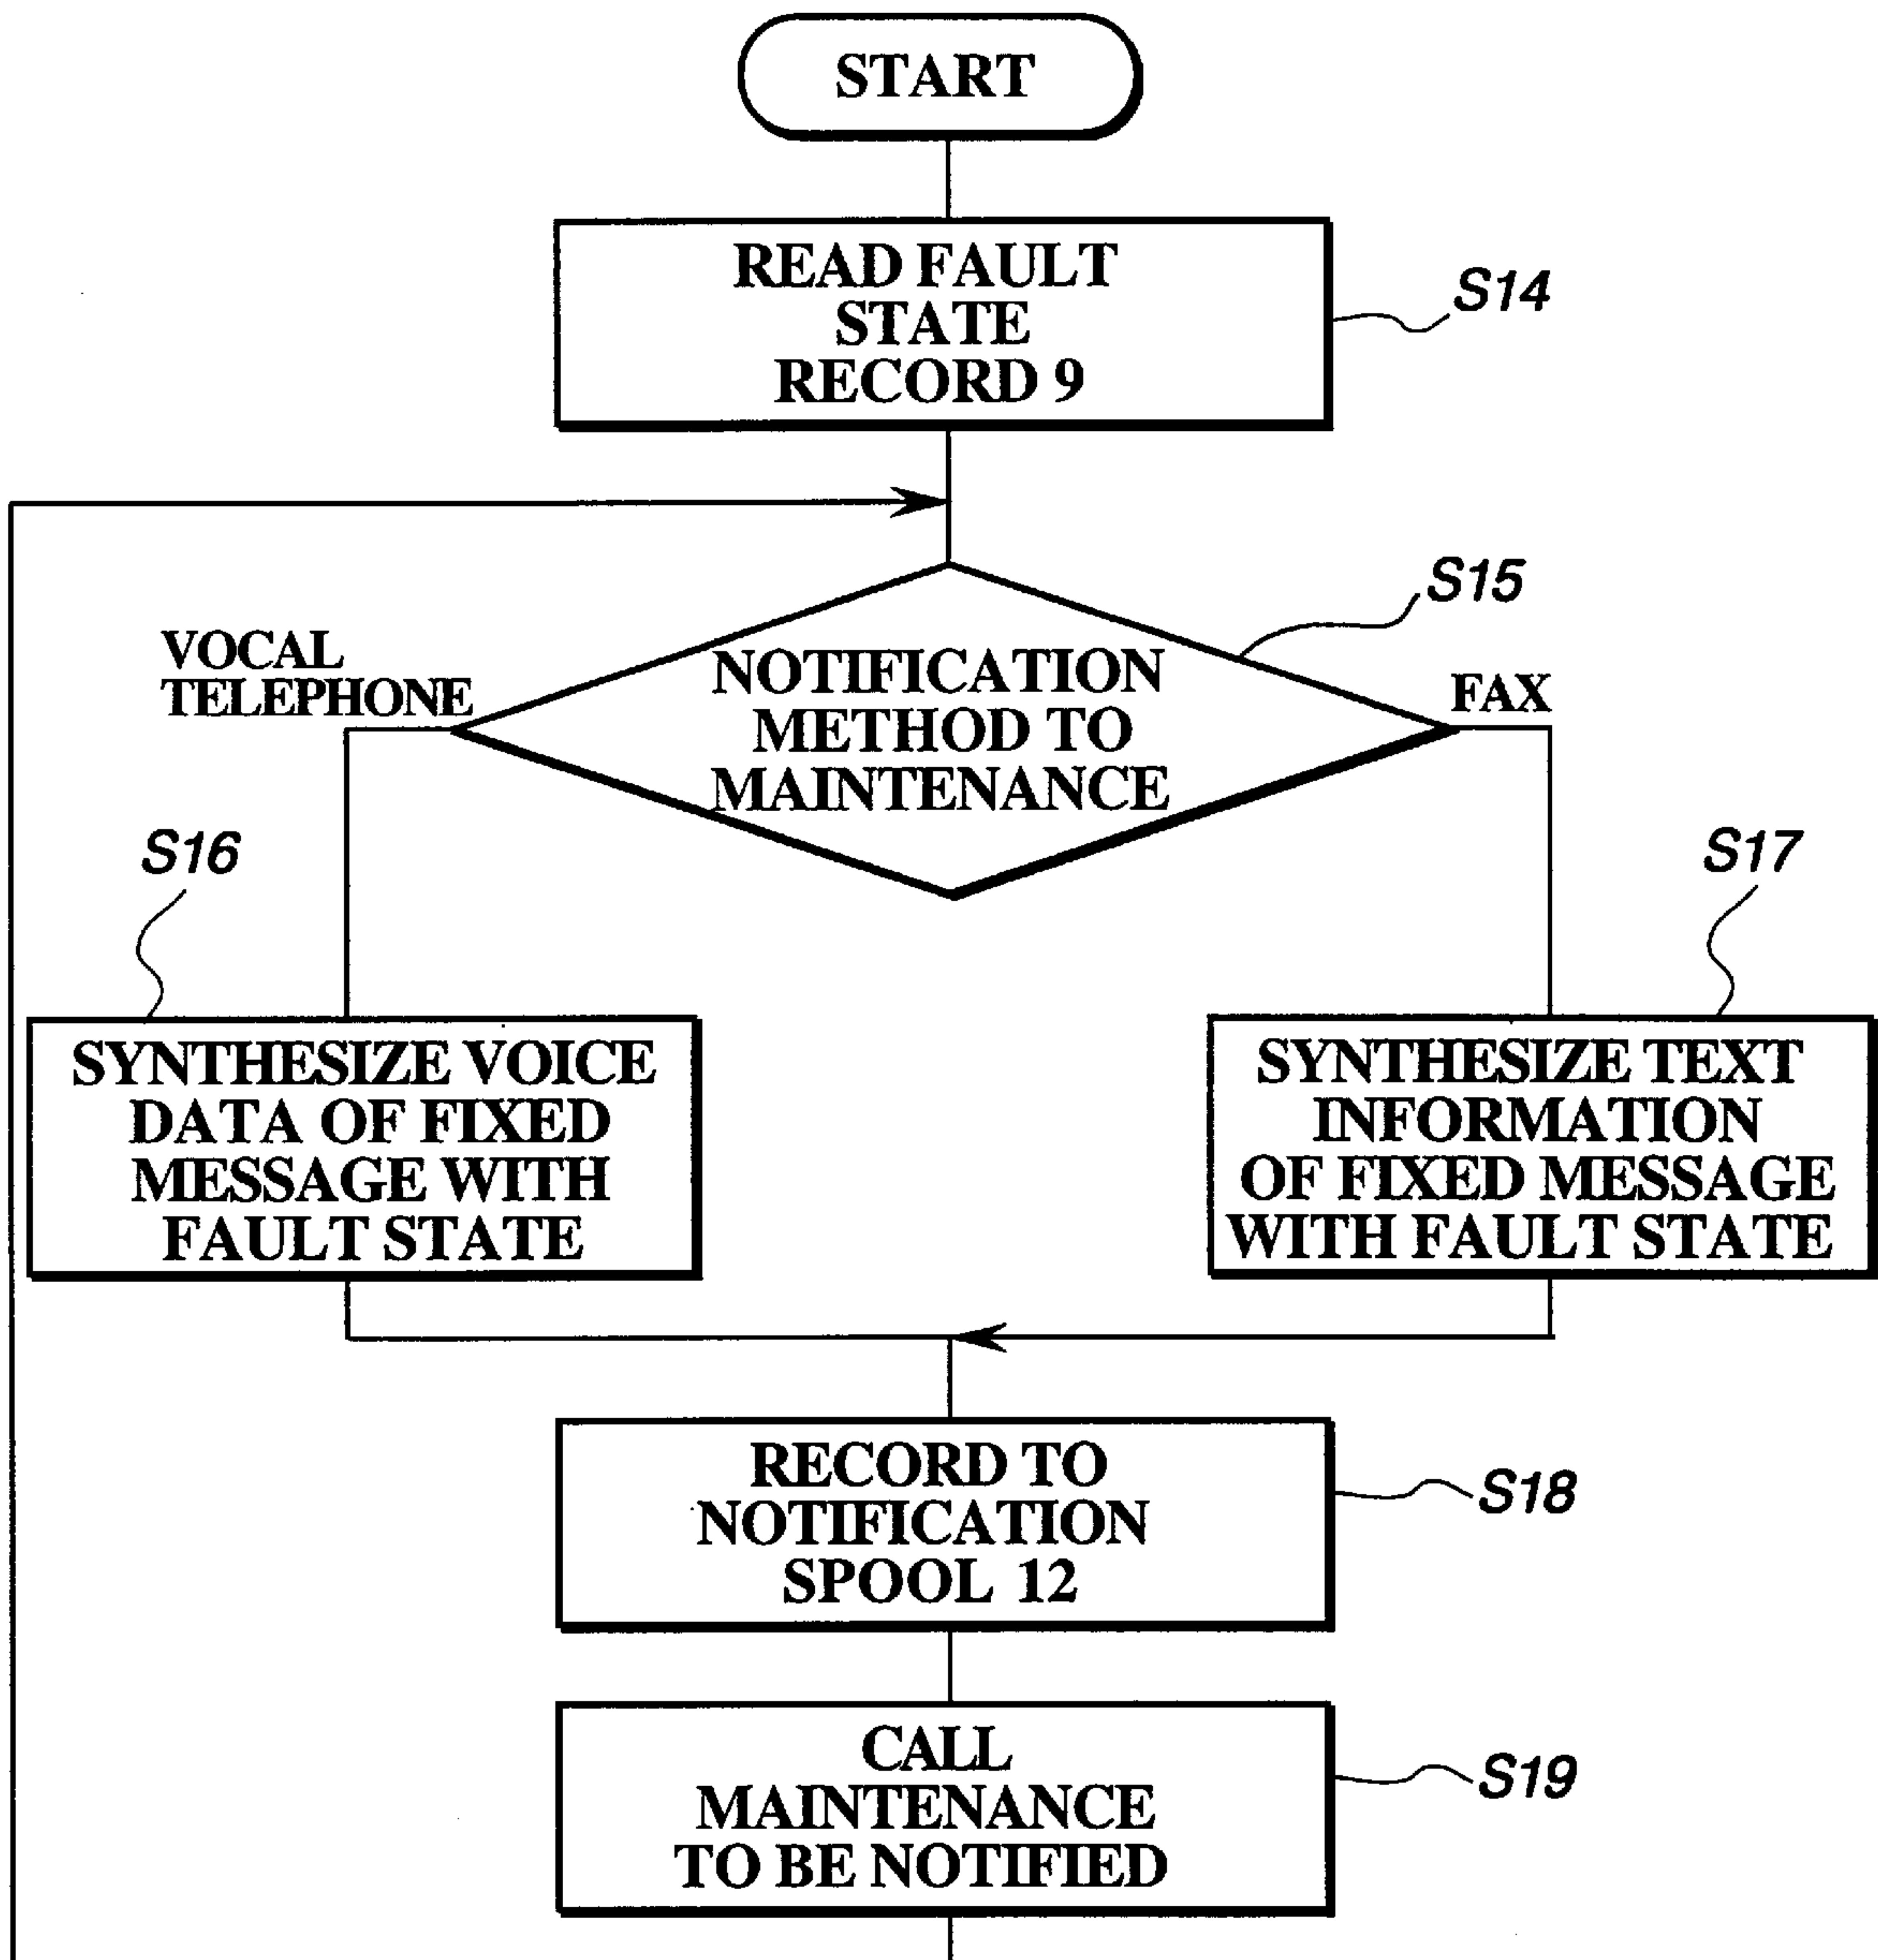 START
READ FAULT
STATE
RECORD 9
S14
S15
VOCAL
TELEPHONE
NOTIFICATION
METHOD TO
MAINTENANCE
FAX
S16
S17
SYNTHESIZE VOICE
DATA OF FIXED
MESSAGE WITH
FAULT STATE
SYNTHESIZE TEXT
INFORMATION
OF FIXED MESSAGE
WITH FAULT STATE
RECORD TO
NOTIFICATION
SPOOL 12
S18
CALL
MAINTENANCE
TO BE NOTIFIED
S19